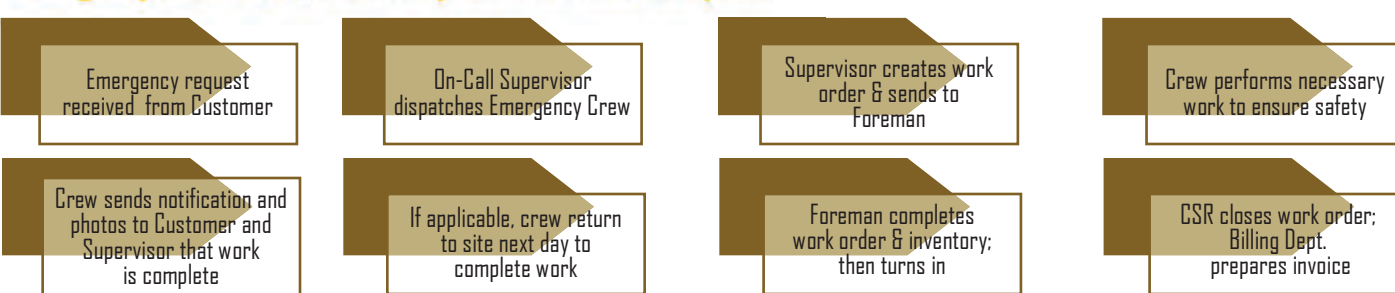 Emergency request
received from Customer
On-Call Supervisor
dispatches Emergency Crew
Supervisor creates work
order & sends to
Foreman
Crew performs necessary
work to ensure safety
Crew sends notification and
photos to Customer and
Supervisor that work
is complete
If applicable, crew return
to site next day to
complete work
Foreman completes
work order & inventory;
then turns in
CSR closes work order;
Billing Dept.
prepares invoice